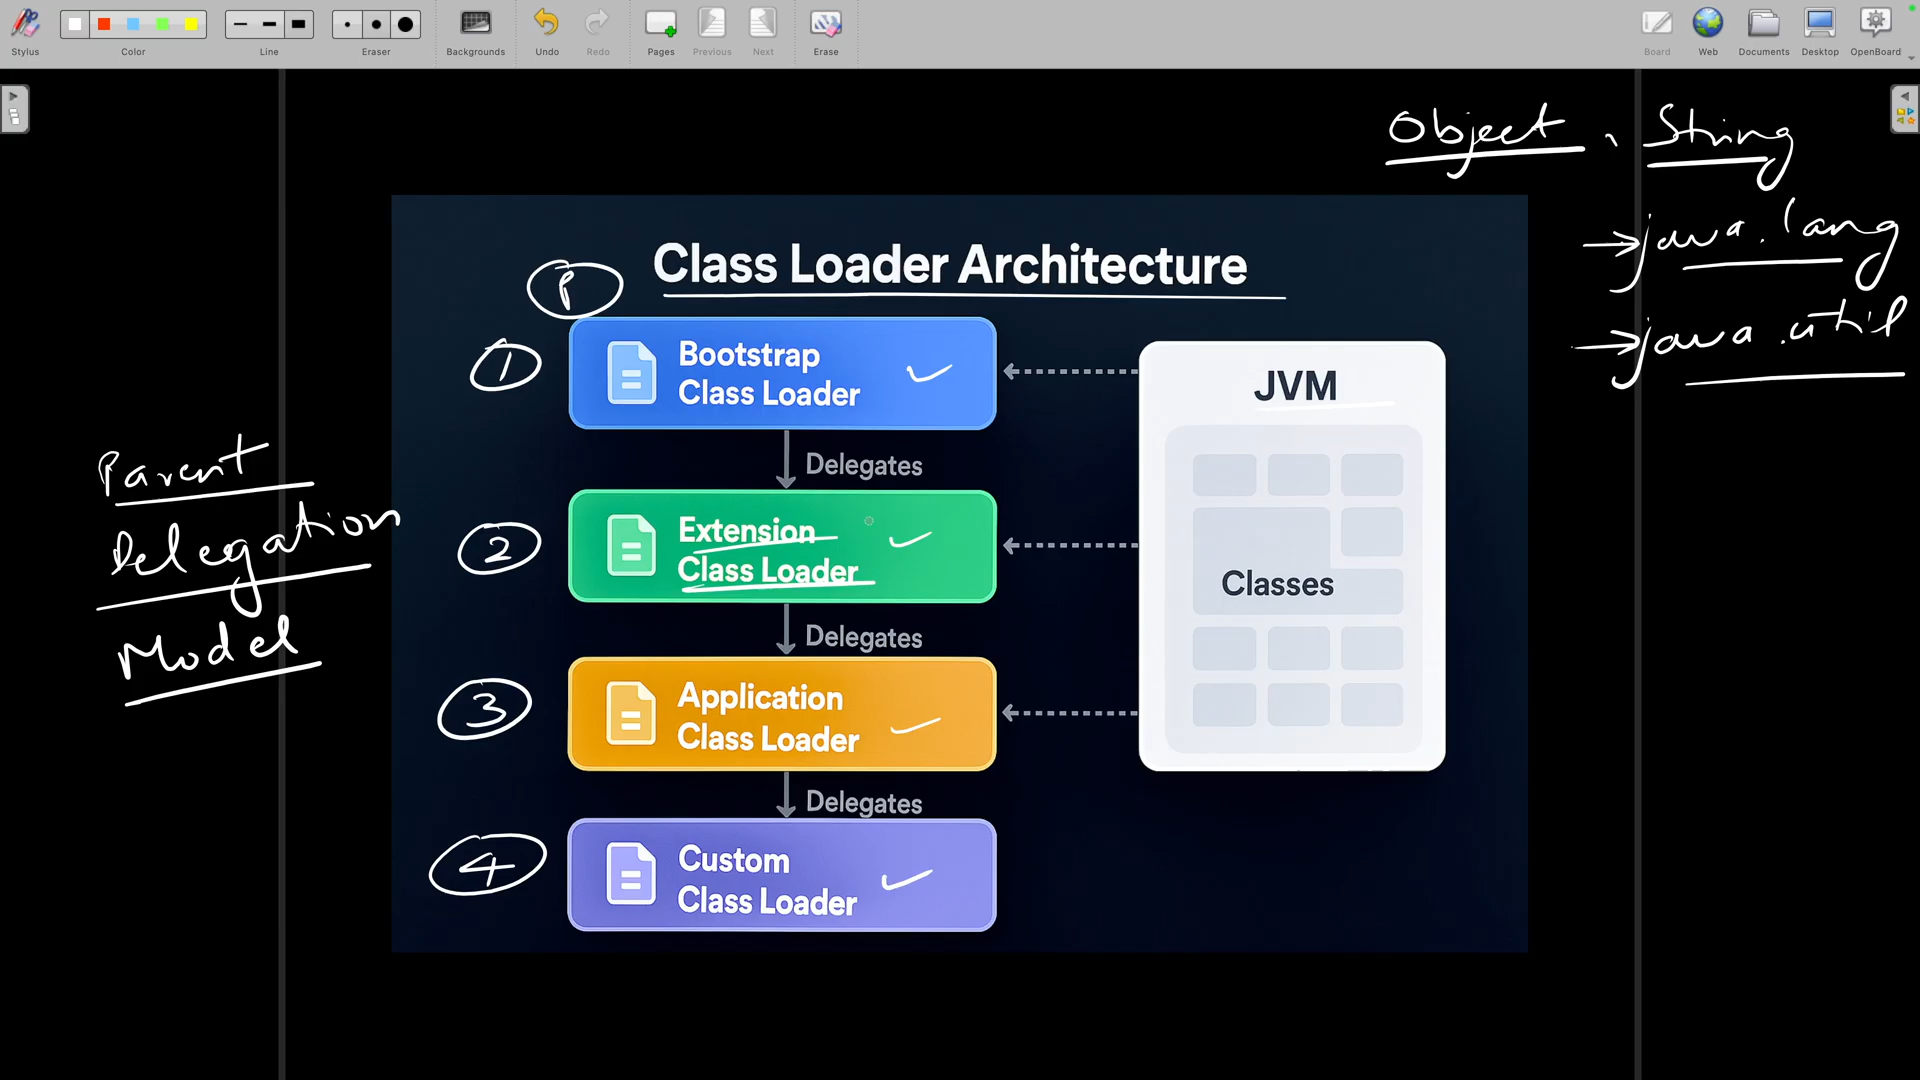 Stylus
Color
Line
Eraser
Backgrounds
Undo
Redo
Pages
Previous
Next
Erase
Board
Web
Documents
Desktop
OpenBoard
Object, String
→java.lang
→java.util
Class Loader Architecture
P
1
Bootstrap
Class Loader
Delegates
2
Extension
Class Loader
Delegates
3
Application
Class Loader
Delegates
4
Custom
Class Loader
JVM
Classes
Parent
Delegation
Model